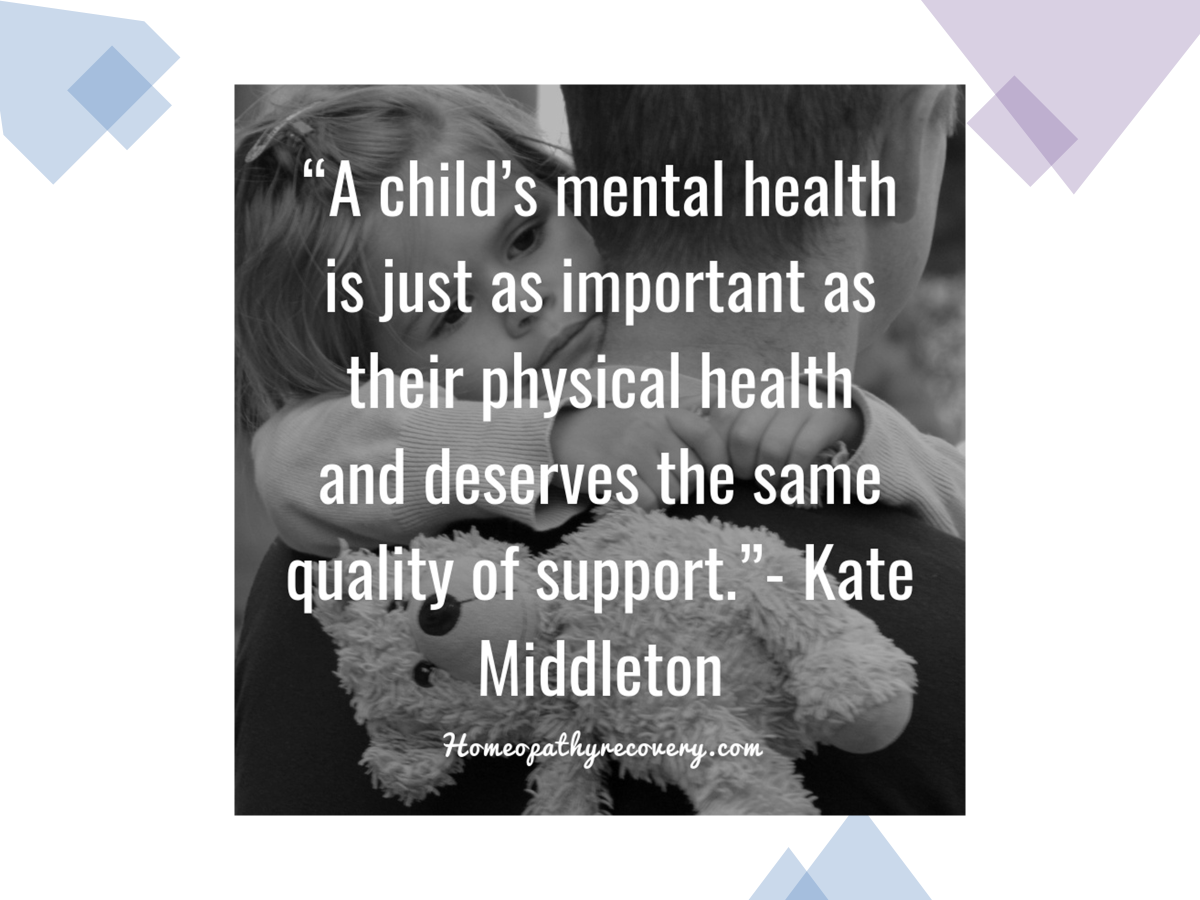 “A child’s mental health
is just as important as
their physical health
and deserves the same
quality of support.”- Kate
Middleton
Homeopathyrecovery.com